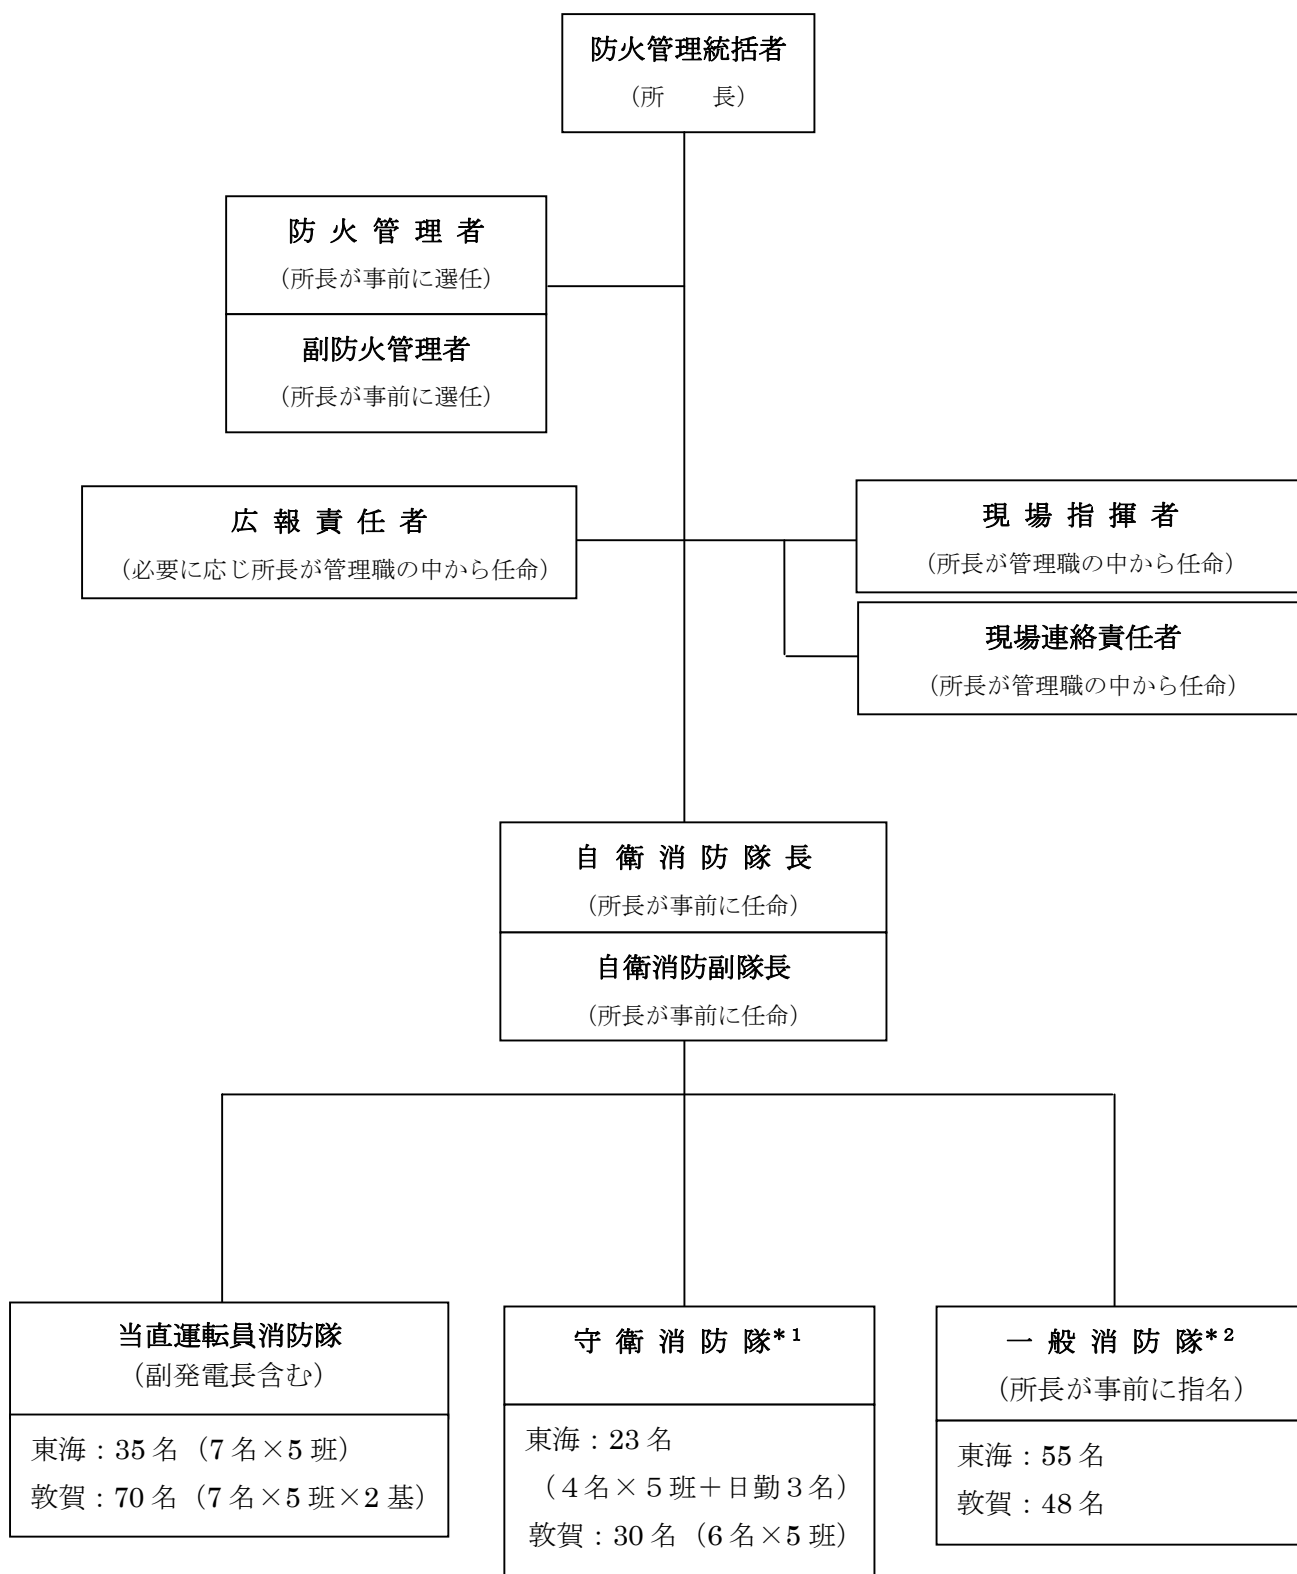 防火管理統括者
（所　　長）
防 火 管 理 者
（所長が事前に選任）
副防火管理者
（所長が事前に選任）
広 報 責 任 者
（必要に応じ所長が管理職の中から任命）
現 場 指 揮 者
（所長が管理職の中から任命）
現場連絡責任者
（所長が管理職の中から任命）
自 衛 消 防 隊 長
（所長が事前に任命）
自衛消防副隊長
（所長が事前に任命）
当直運転員消防隊
（副発電長含む）
東海：35 名（7 名×5 班）
敦賀：70 名（7 名×5 班×2 基）
守 衛 消 防 隊*1
東海：23 名
（４名×５班＋日勤３名）
敦賀：30 名（6 名×5 班）
一 般 消 防 隊*2
（所長が事前に指名）
東海：55 名
敦賀：48 名